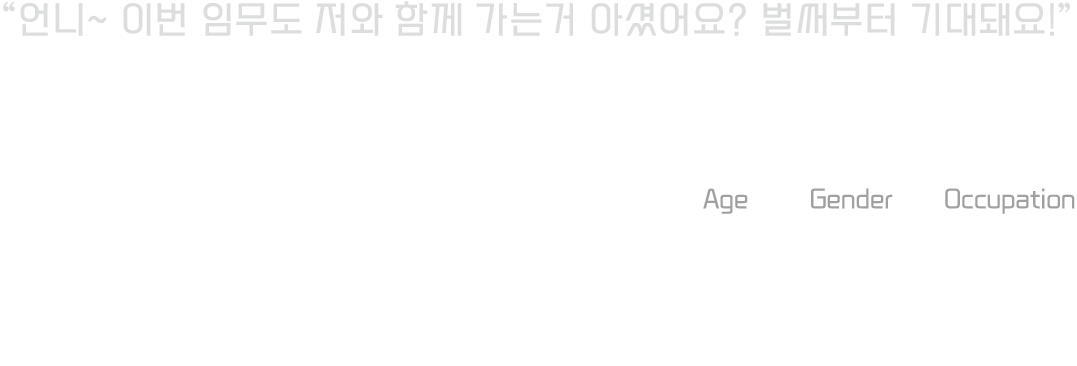 “언니~ 이번 임무도 저와 함께 가는거 아셨어요? 벌써부터 기대돼요!”
Age Gender Occupation